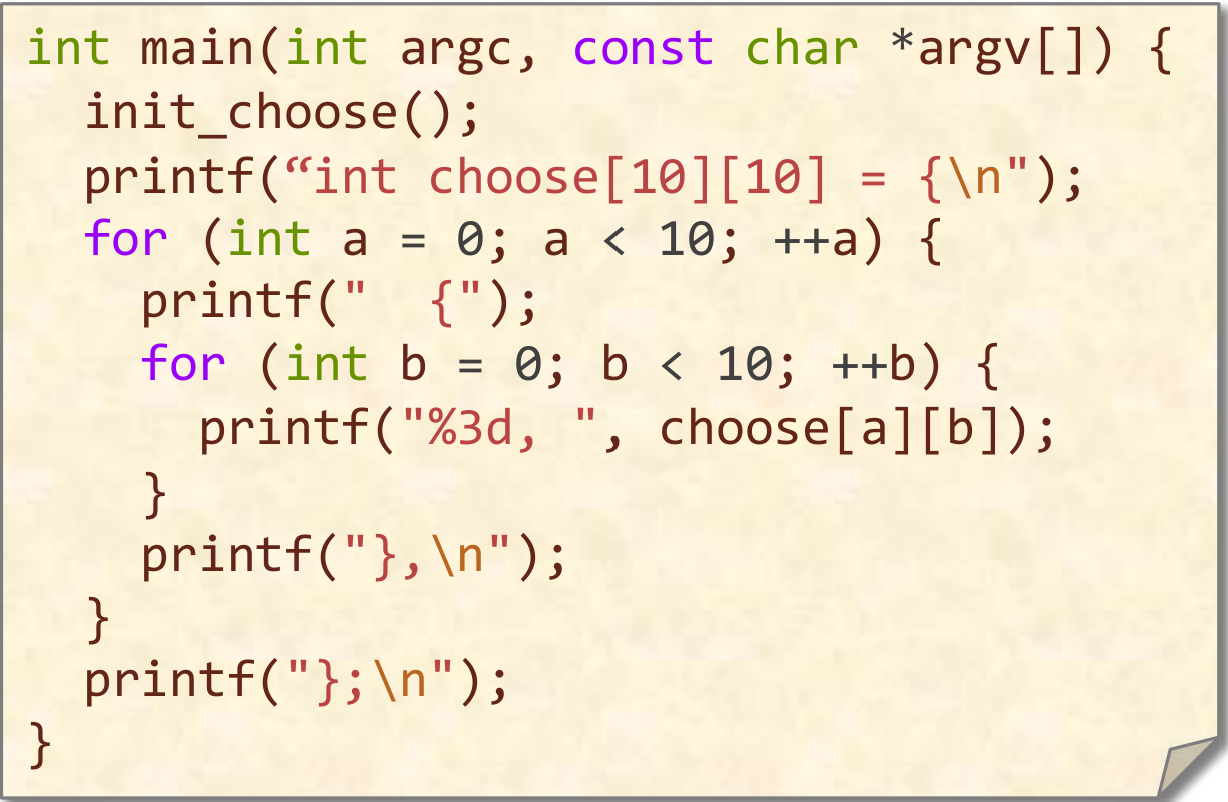 int main(int argc, const char *argv[]) {
  init_choose();
  printf(“int choose[10][10] = {\n");
  for (int a = 0; a < 10; ++a) {
    printf("  {");
    for (int b = 0; b < 10; ++b) {
      printf("%3d, ", choose[a][b]);
    }
    printf("},\n");
  }
  printf("};\n");
}